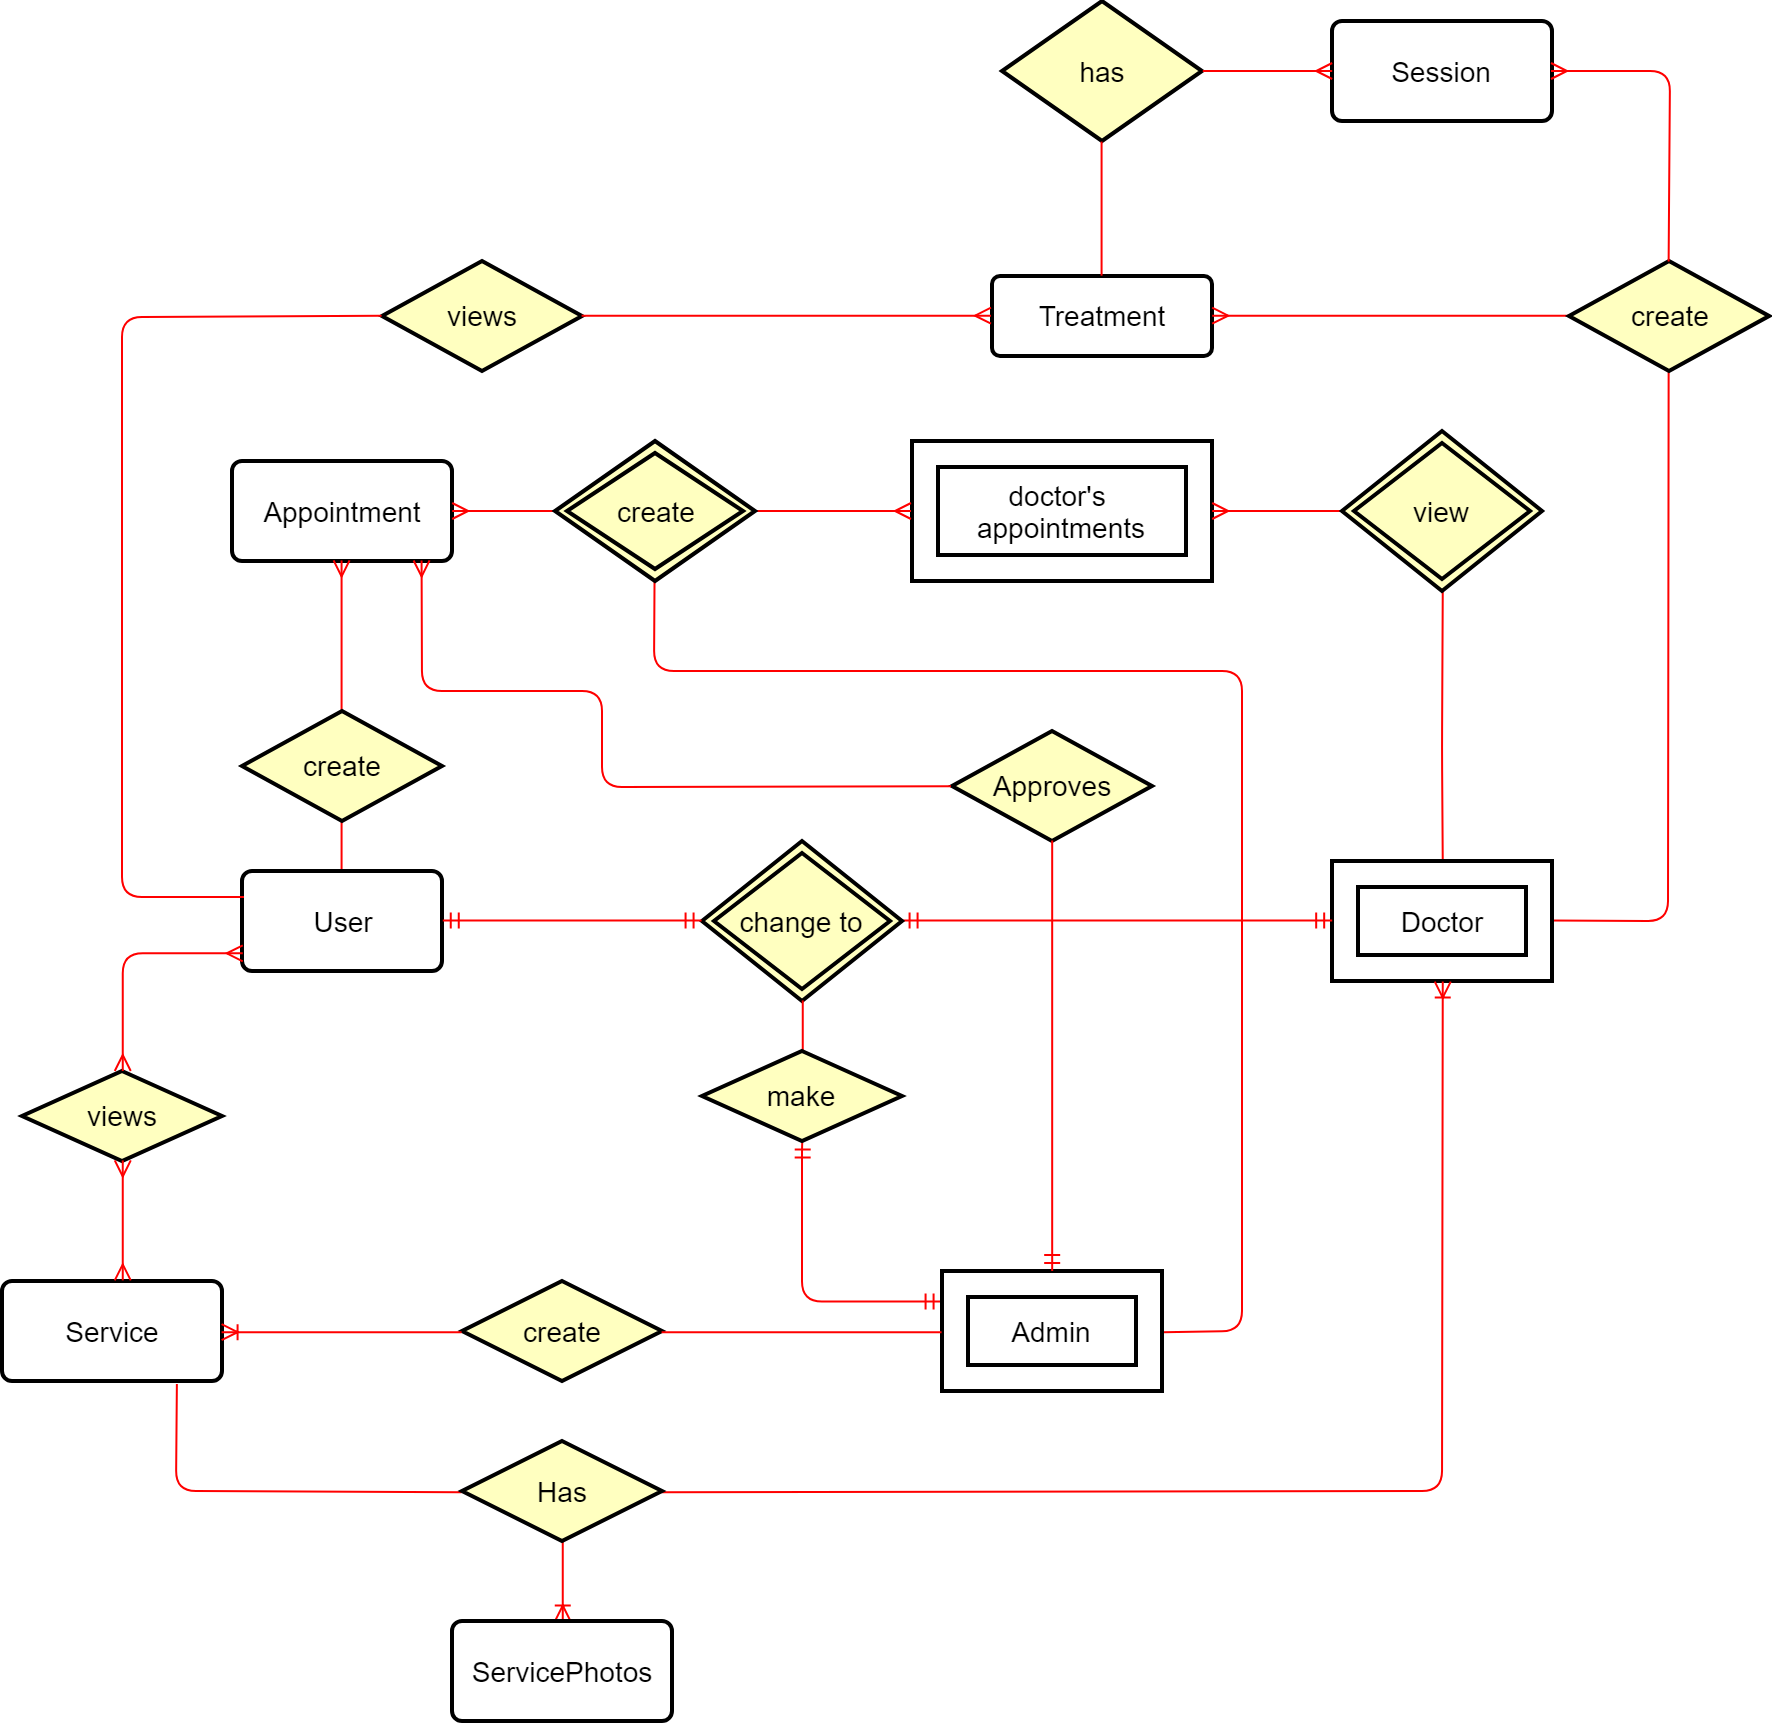 has
Session
views
Treatment
create
Appointment
create
doctor's
appointments
view
create
Approves
User
change to
Doctor
make
views
Service
create
Admin
Has
ServicePhotos